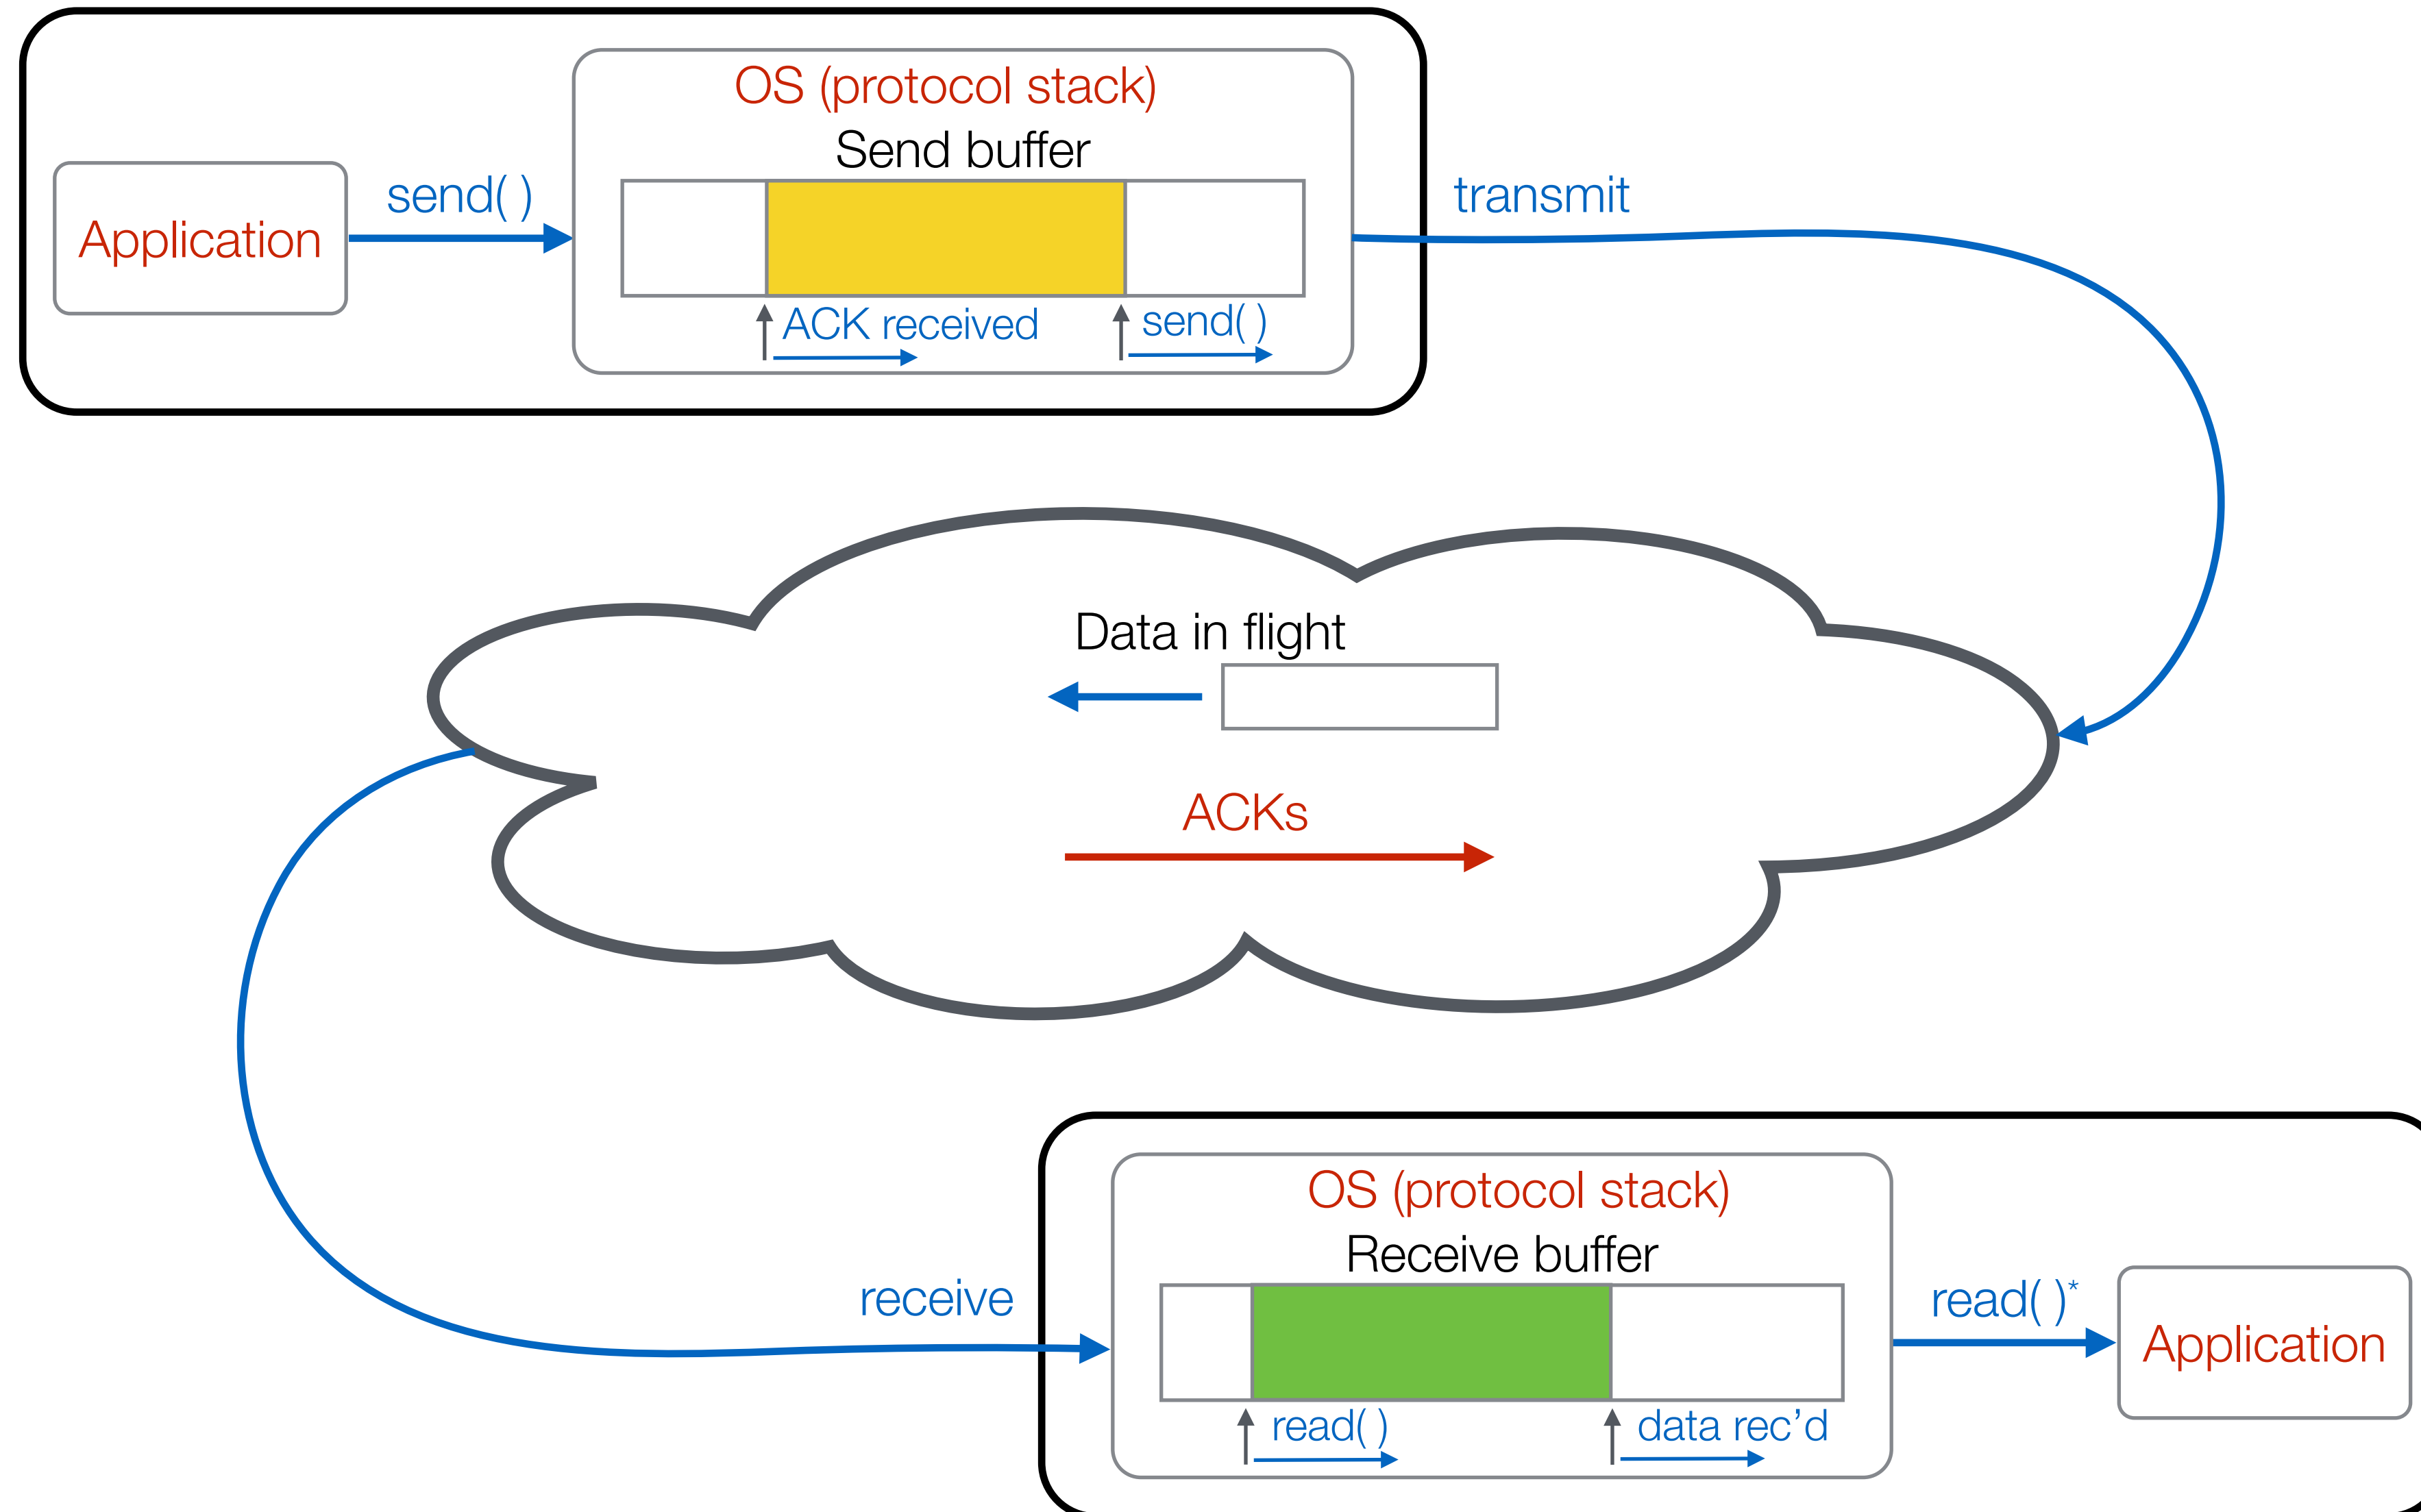 OS (protocol stack)
Send buffer
Application
send( )
transmit
ACK received
send( )
Data in flight
ACKs
OS (protocol stack)
Receive buffer
receive
read( )*
Application
read( )
data rec’d